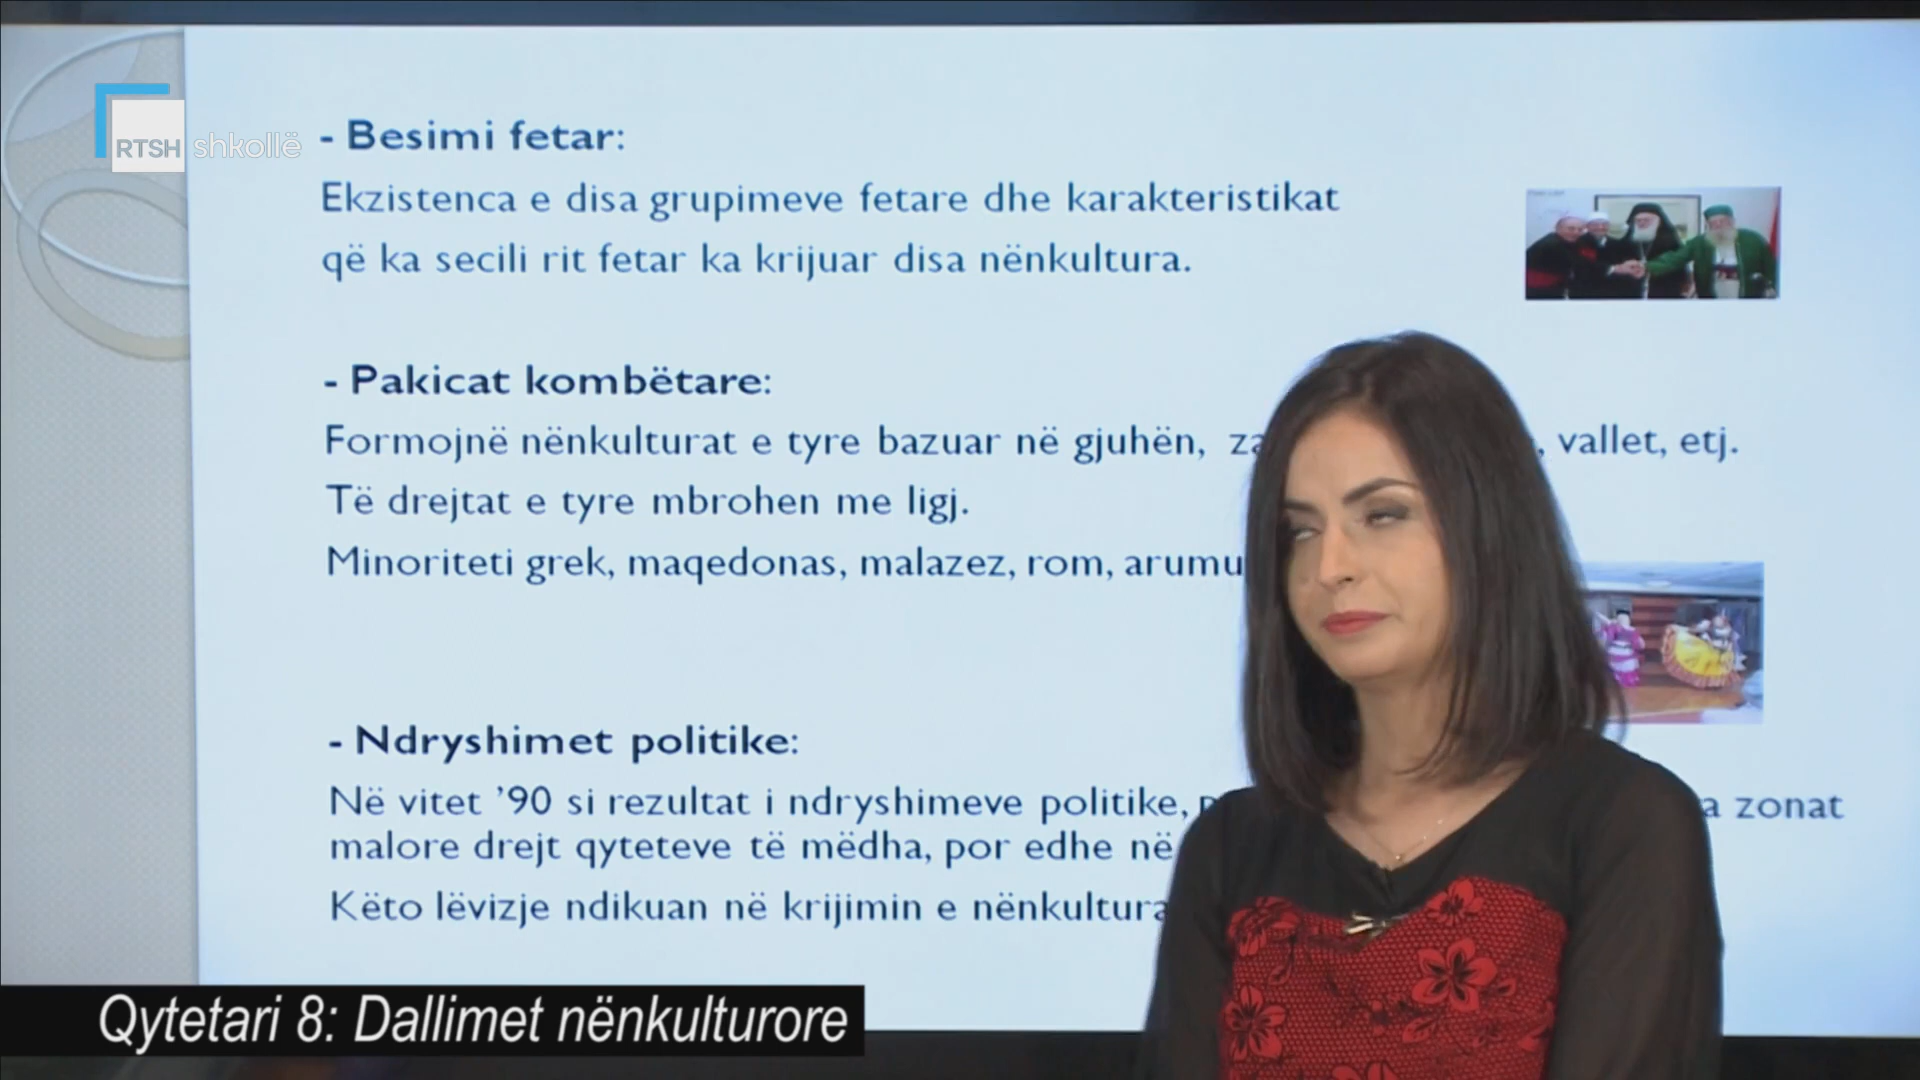 RTSH shkollë
- Besimi fetar:
Ekzistenca e disa grupimeve fetare dhe karakteristikat
që ka secili rit fetar ka krijuar disa nënkultura.
- Pakicat kombëtare:
Formojnë nënkulturat e tyre bazuar në gjuhën, , vallet, etj.
Të drejtat e tyre mbrohen me ligj.
Minoriteti grek, maqedonas, malazez, rom,
- Ndryshimet politike:
Në vitet ’90 si rezultat i ndryshimeve politike, zonat
malore drejt qyteteve të mëdha, por edhe në
Këto lëvizje ndikuan në krijimin e
Qytetari 8: Dallimet nënkulturore